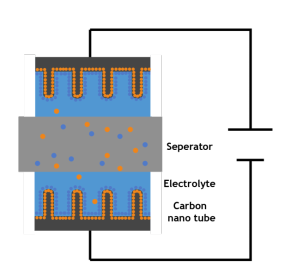 Seperator
Electrolyte
Carbon
nano tube